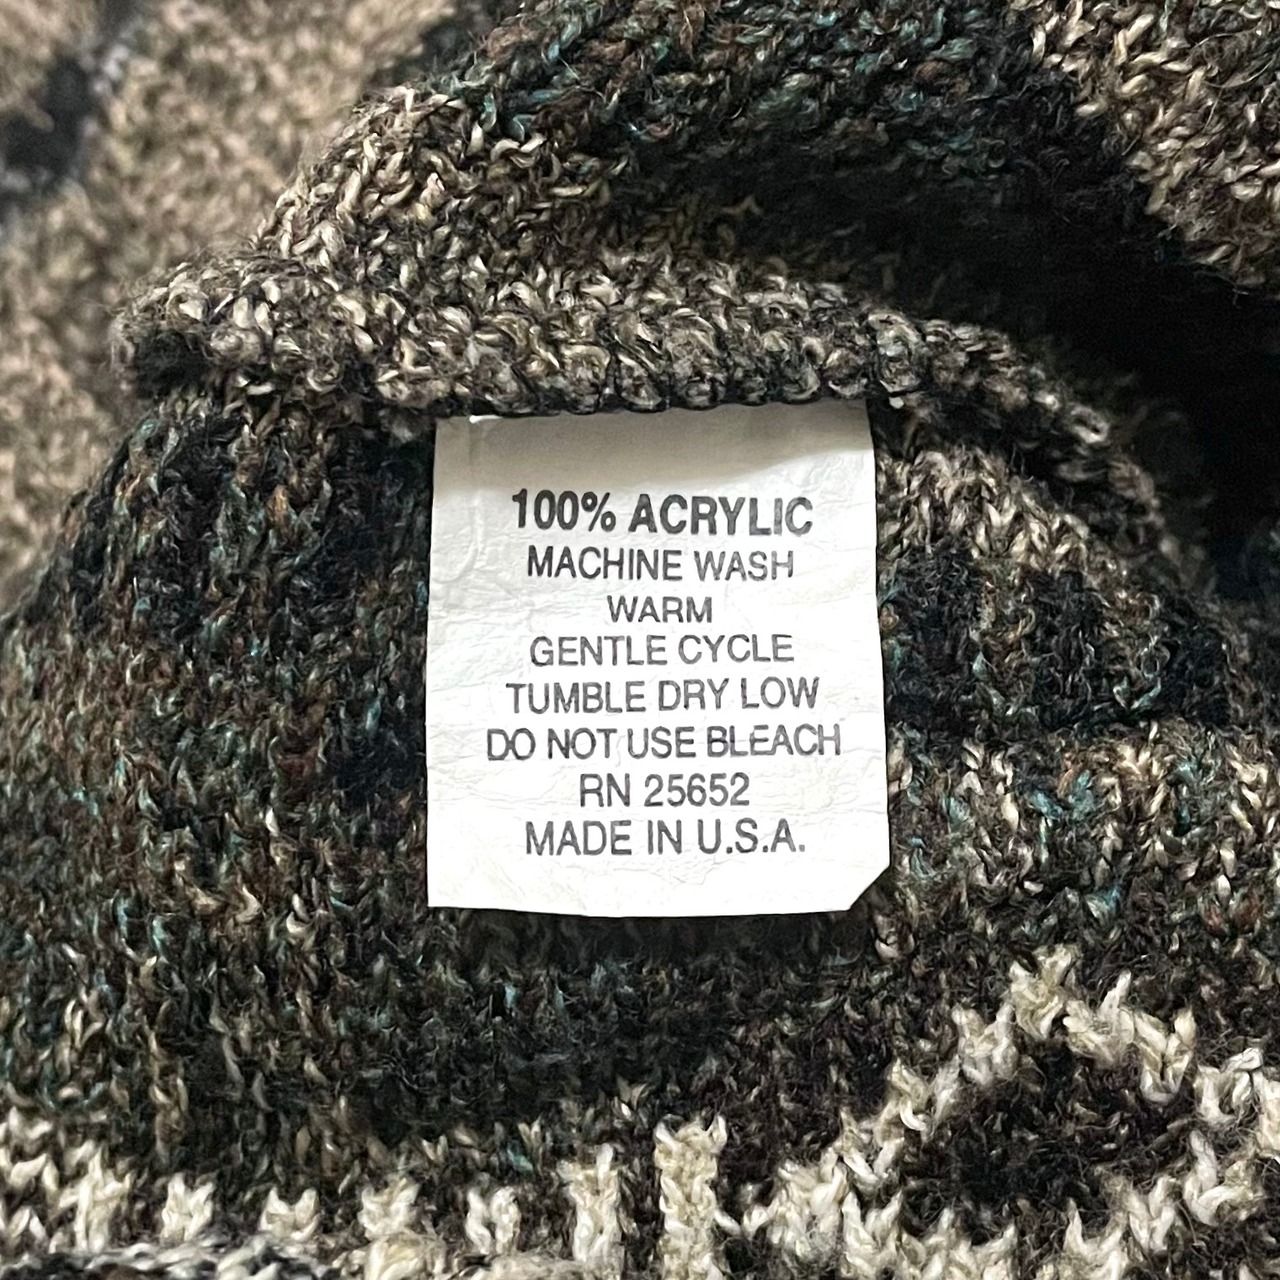 100% ACRYLIC
MACHINE WASH
WARM
GENTLE CYCLE
TUMBLE DRY LOW
DO NOT USE BLEACH
RN 25652
MADE IN U.S.A.